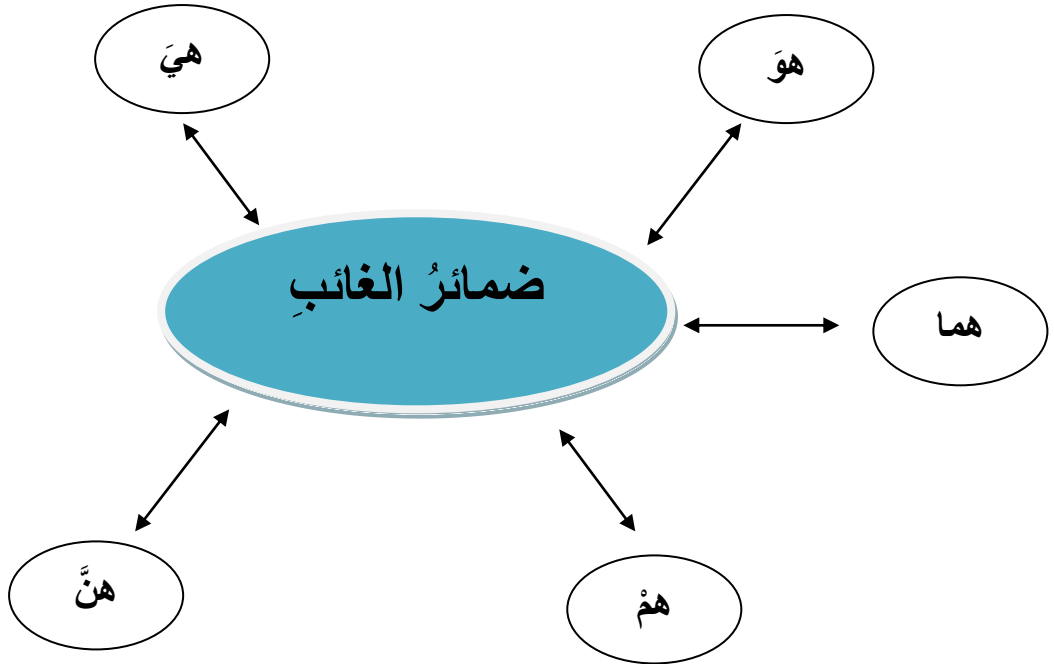 هوَ
هيَ
ضمائرُ الغائبِ
هما
همْ
هنَّ